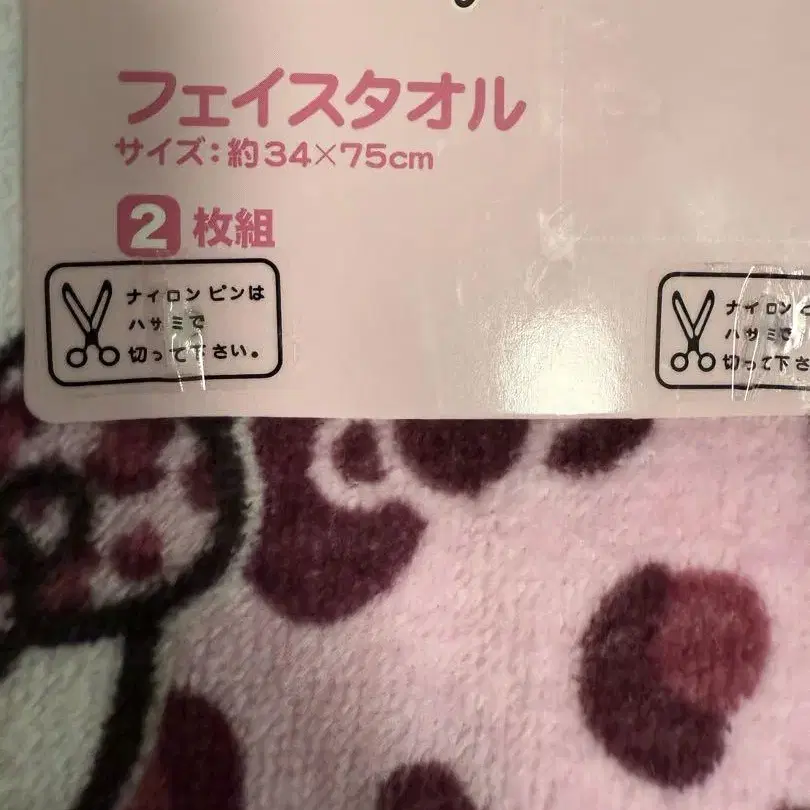 フェイスタオル
サイズ：約34×75cm
2枚組
ナイロンピンは
ハサミで
切って下さい。
ナイロン
ハサミで
切って下さ